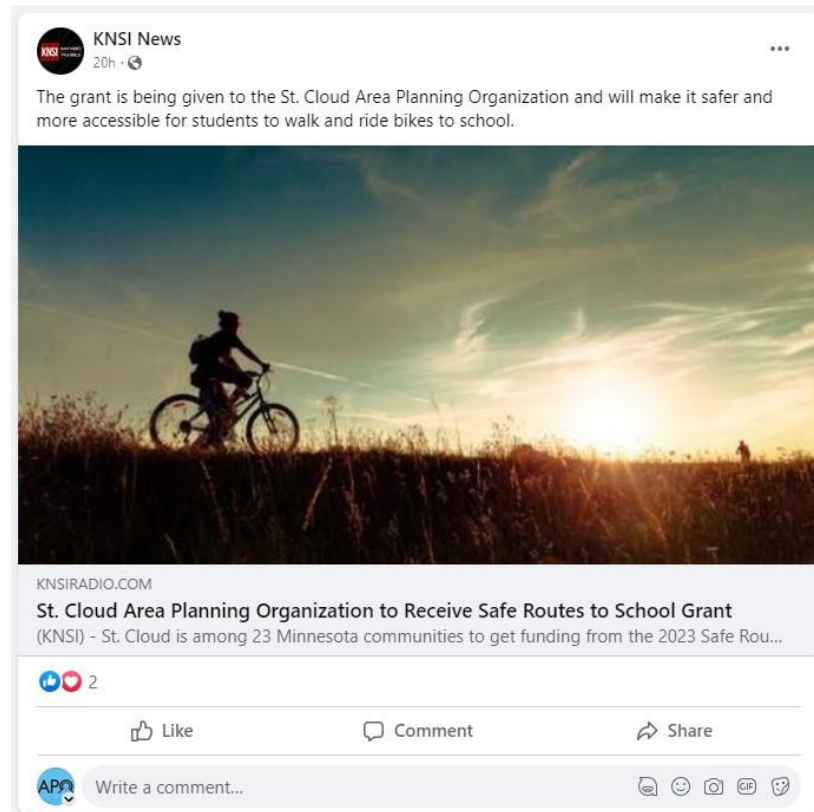 KNSI News
20h
The grant is being given to the St. Cloud Area Planning Organization and will make it safer and
more accessible for students to walk and ride bikes to school.
KNSIRADIO.COM
St. Cloud Area Planning Organization to Receive Safe Routes to School Grant
(KNSI) - St. Cloud is among 23 Minnesota communities to get funding from the 2023 Safe Rou...
2
Like Comment Share
APO Write a comment... GIF